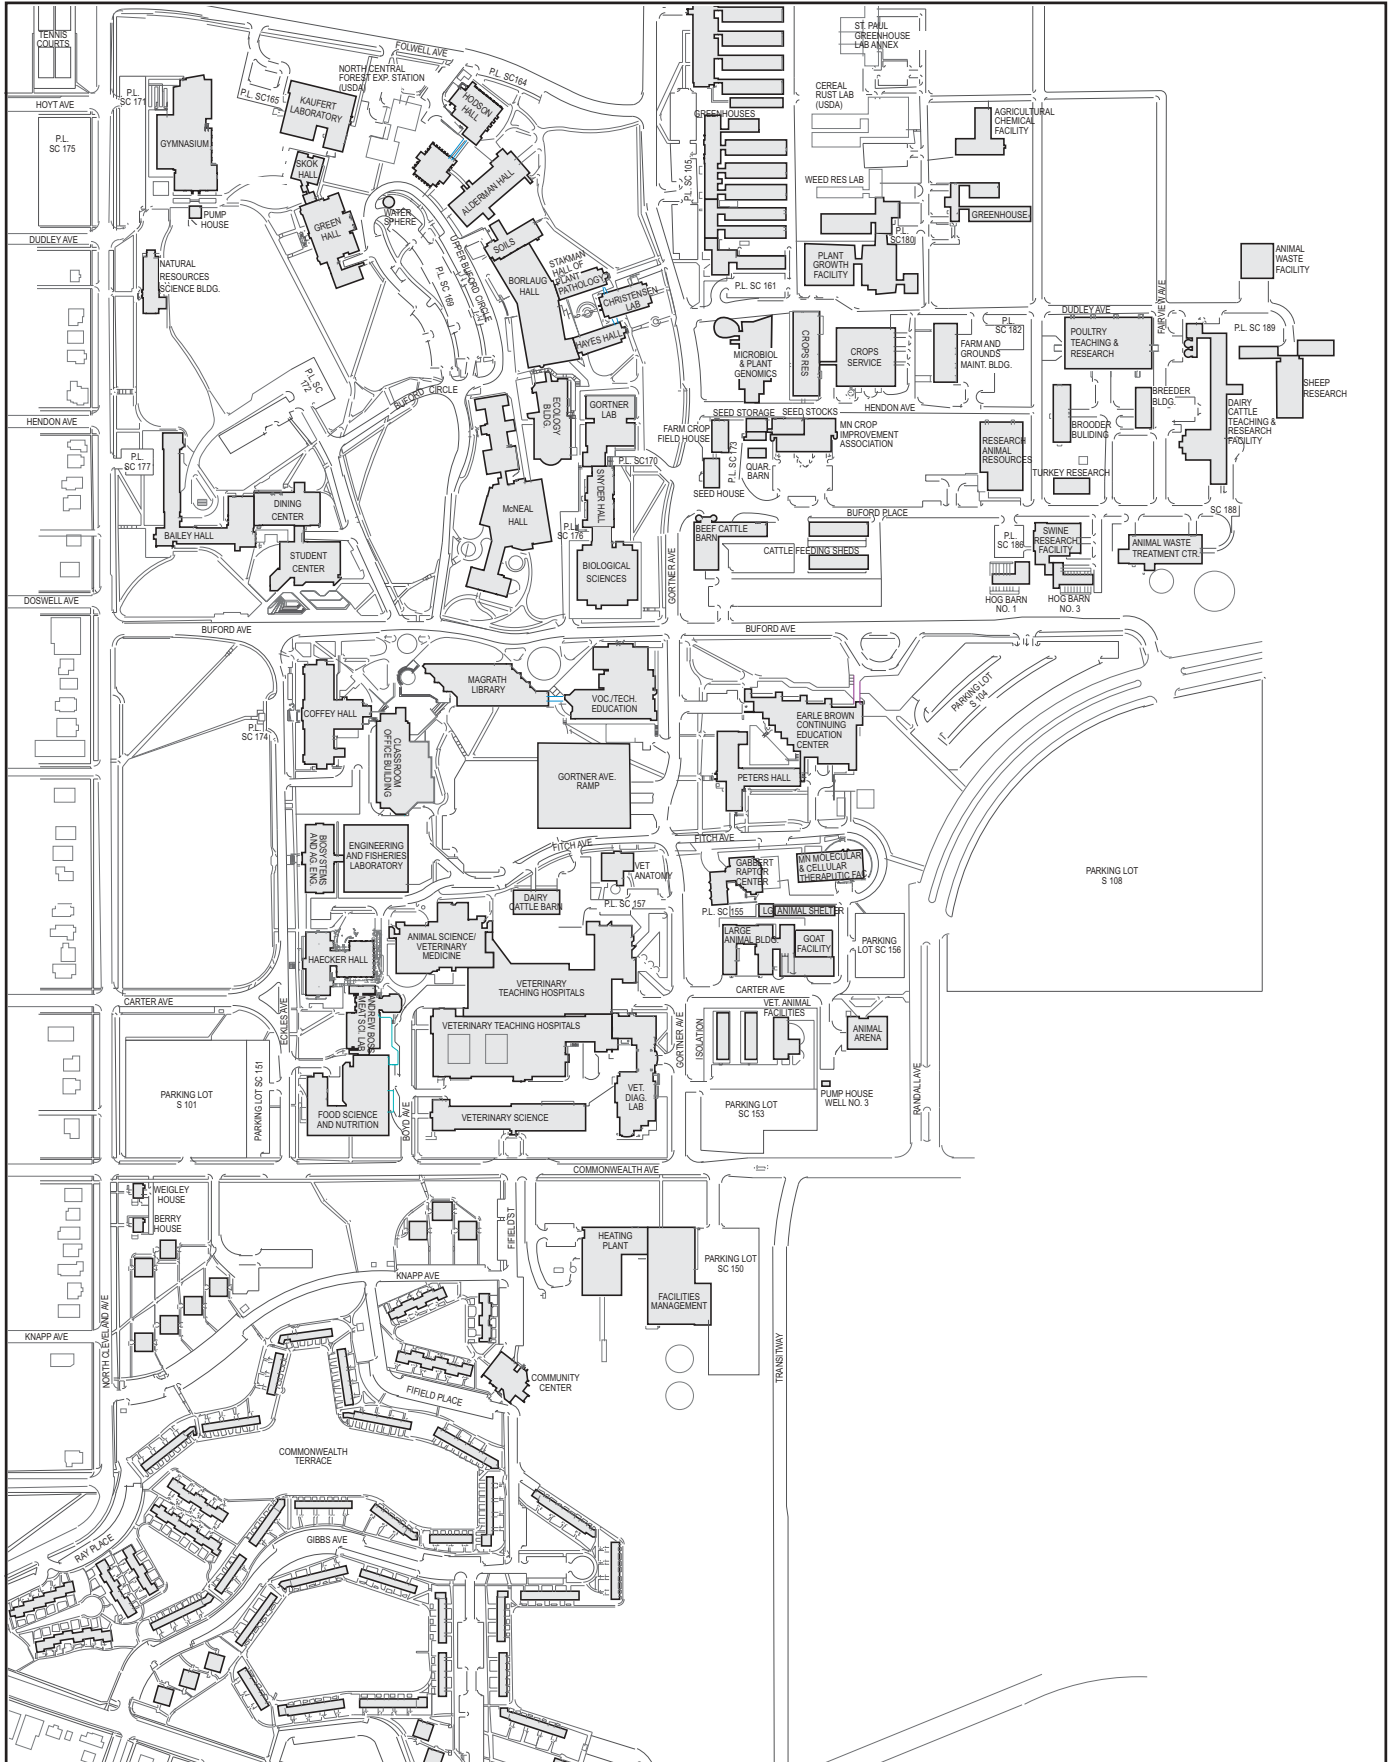 TENNIS
COURTS
FOLWELL AVE
ST. PAUL
GREENHOUSE
LAB ANNEX
NORTH CENTRAL
FOREST EXP. STATION
(USDA)
P.L. SC164
P.L.
SC 171
P.L. SC165
KAUFERT
LABORATORY
HODSON
HALL
CEREAL
RUST LAB
(USDA)
HOYT AVE
GREENHOUSES
AGRICULTURAL
CHEMICAL
FACILITY
P.L.
SC 175
GYMNASIUM
SKOK
HALL
ALDERMAN HALL
P.L. SC 105
WEED RES LAB
PUMP
HOUSE
WATER
SPHERE
GREEN
HALL
GREENHOUSE
P.L.
SC180
DUDLEY AVE
UPPER BUFORD CIRCLE
SOILS
NATURAL
RESOURCES
SCIENCE BLDG.
P.L. SC 169
BORLAUG
HALL
STAKMAN
HALL OF
PLANT
PATHOLOGY
CHRISTENSEN
LAB
PLANT
GROWTH
FACILITY
P.L. SC 161
ANIMAL
WASTE
FACILITY
FAIRVIEW AVE
DUDLEY AVE
HAYES HALL
MICROBIOL
& PLANT
GENOMICS
CROPS RES
CROPS
SERVICE
FARM AND
GROUNDS
MAINT. BLDG.
P.L.
SC 182
POULTRY
TEACHING &
RESEARCH
P.L. SC 189
P.L. SC
172
BUFORD CIRCLE
ECOLOGY
BLDG.
GORTNER
LAB
SHEEP
RESEARCH
BREEDER
BLDG.
DAIRY
CATTLE
TEACHING &
RESEARCH
FACILITY
HENDON AVE
SEED STORAGE
SEED STOCKS
HENDON AVE
FARM CROP
FIELD HOUSE
MN CROP
IMPROVEMENT
ASSOCIATION
BROODER
BULIDING
RESEARCH
ANIMAL
RESOURCES
P.L.
SC 177
P.L. SC170
P.L. SC173
QUAR.
BARN
TURKEY RESEARCH
SNYDER HALL
SEED HOUSE
DINING
CENTER
McNEAL
HALL
BUFORD PLACE
SC 188
BAILEY HALL
P.L.
SC 176
BEEF CATTLE
BARN
CATTLE FEEDING SHEDS
P.L.
SC 186
SWINE
RESEARCH
FACILITY
ANIMAL WASTE
TREATMENT CTR.
STUDENT
CENTER
BIOLOGICAL
SCIENCES
GORTNER AVE
DOSWELL AVE
HOG BARN
NO. 1
HOG BARN
NO. 3
BUFORD AVE
BUFORD AVE
MAGRATH
LIBRARY
VOC./TECH.
EDUCATION
PARKING LOT
S 104
COFFEY HALL
EARLE BROWN
CONTINUING
EDUCATION
CENTER
P.L.
SC 174
CLASSROOM
OFFICE BUILDING
GORTNER AVE.
RAMP
PETERS HALL
FITCH AVE
FITCH AVE
BIOSYSTEMS
AND AG. ENG.
ENGINEERING
AND FISHERIES
LABORATORY
VET
ANATOMY
GABBERT
RAPTOR
CENTER
MN MOLECULAR
& CELLULAR
THERAPUTIC FAC.
PARKING LOT
S 108
DAIRY
CATTLE BARN
P.L. SC 157
P.L. SC 155
LG ANIMAL SHELTER
HAECKER HALL
ANIMAL SCIENCE/
VETERINARY
MEDICINE
LARGE
ANIMAL BLDG.
GOAT
FACILITY
PARKING
LOT SC 156
VETERINARY
TEACHING HOSPITALS
CARTER AVE
CARTER AVE
ECKLES AVE
ANDREW BOSS
MEAT SCI. LAB
VETERINARY TEACHING HOSPITALS
GORTNER AVE
ISOLATION
VET. ANIMAL
FACILITIES
ANIMAL
ARENA
PARKING LOT
S 101
PARKING LOT SC 151
FOOD SCIENCE
AND NUTRITION
BOYD AVE
VETERINARY SCIENCE
VET.
DIAG.
LAB
PARKING LOT
SC 153
PUMP HOUSE
WELL NO. 3
RANDALL AVE
COMMONWEALTH AVE
WEIGLEY
HOUSE
BERRY
HOUSE
FIFIELD ST
HEATING
PLANT
PARKING LOT
SC 150
KNAPP AVE
FACILITIES
MANAGEMENT
KNAPP AVE
NORTH CLEVELAND AVE
TRANSITWAY
COMMUNITY
CENTER
FIFIELD PLACE
COMMONWEALTH
TERRACE
RAY PLACE
GIBBS AVE